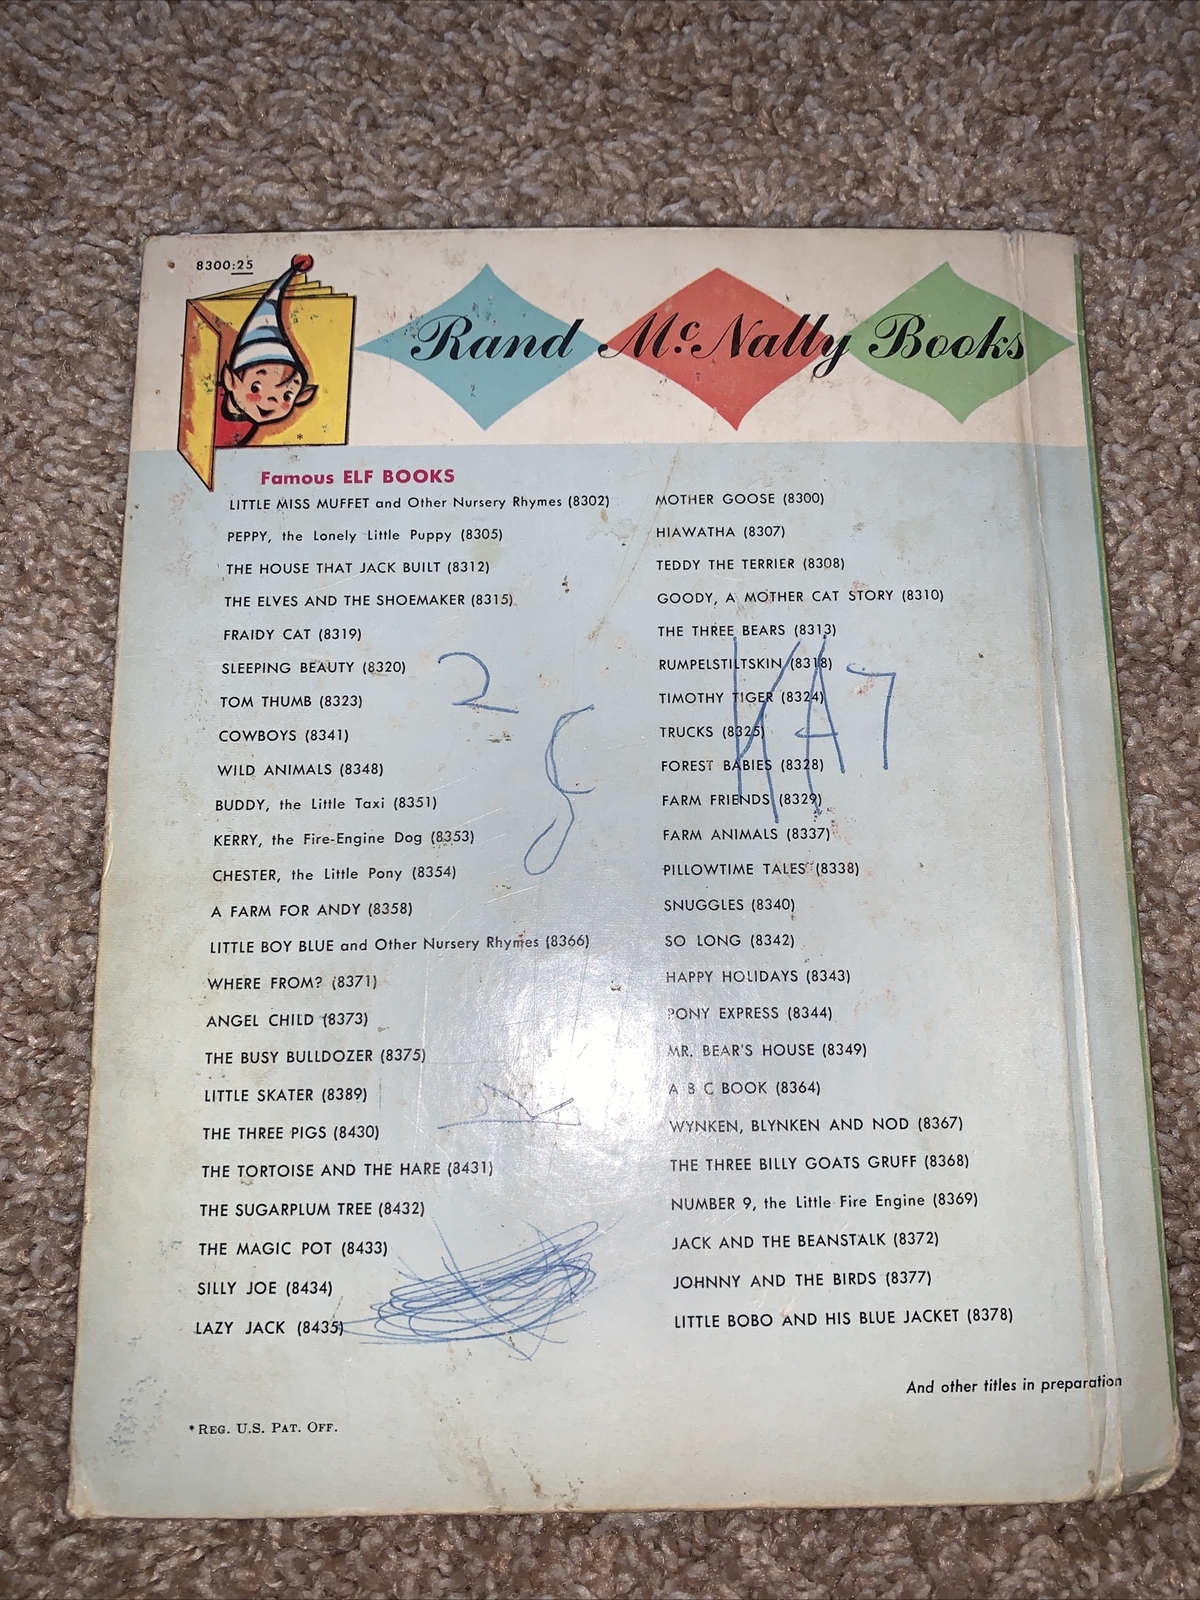 8300:25
Rand McNally Books
*
Famous ELF BOOKS
LITTLE MISS MUFFET and Other Nursery Rhymes (8302)
PEPPY, the Lonely Little Puppy (8305)
THE HOUSE THAT JACK BUILT (8312)
THE ELVES AND THE SHOEMAKER (8315)
FRAIDY CAT (8319)
SLEEPING BEAUTY (8320)
TOM THUMB (8323)
COWBOYS (8341)
WILD ANIMALS (8348)
BUDDY, the Little Taxi (8351)
KERRY, the Fire-Engine Dog (8353)
CHESTER, the Little Pony (8354)
A FARM FOR ANDY (8358)
LITTLE BOY BLUE and Other Nursery Rhymes (8366)
WHERE FROM? (8371)
ANGEL CHILD (8373)
THE BUSY BULLDOZER (8375)
LITTLE SKATER (8389)
THE THREE PIGS (8430)
THE TORTOISE AND THE HARE (8431)
THE SUGARPLUM TREE (8432)
THE MAGIC POT (8433)
SILLY JOE (8434)
LAZY JACK (8435)
MOTHER GOOSE (8300)
HIAWATHA (8307)
TEDDY THE TERRIER (8308)
GOODY, A MOTHER CAT STORY (8310)
THE THREE BEARS (8313)
RUMPELSTILTSKIN (8318)
TIMOTHY TIGER (8324)
TRUCKS (8325)
FOREST BABIES (8328)
FARM FRIENDS (8329)
FARM ANIMALS (8337)
PILLOWTIME TALES (8338)
SNUGGLES (8340)
SO LONG (8342)
HAPPY HOLIDAYS (8343)
PONY EXPRESS (8344)
MR. BEAR'S HOUSE (8349)
A B C BOOK (8364)
WYNKEN, BLYNKEN AND NOD (8367)
THE THREE BILLY GOATS GRUFF (8368)
NUMBER 9, the Little Fire Engine (8369)
JACK AND THE BEANSTALK (8372)
JOHNNY AND THE BIRDS (8377)
LITTLE BOBO AND HIS BLUE JACKET (8378)
2
KA7
And other titles in preparation
*REG. U.S. PAT. OFF.